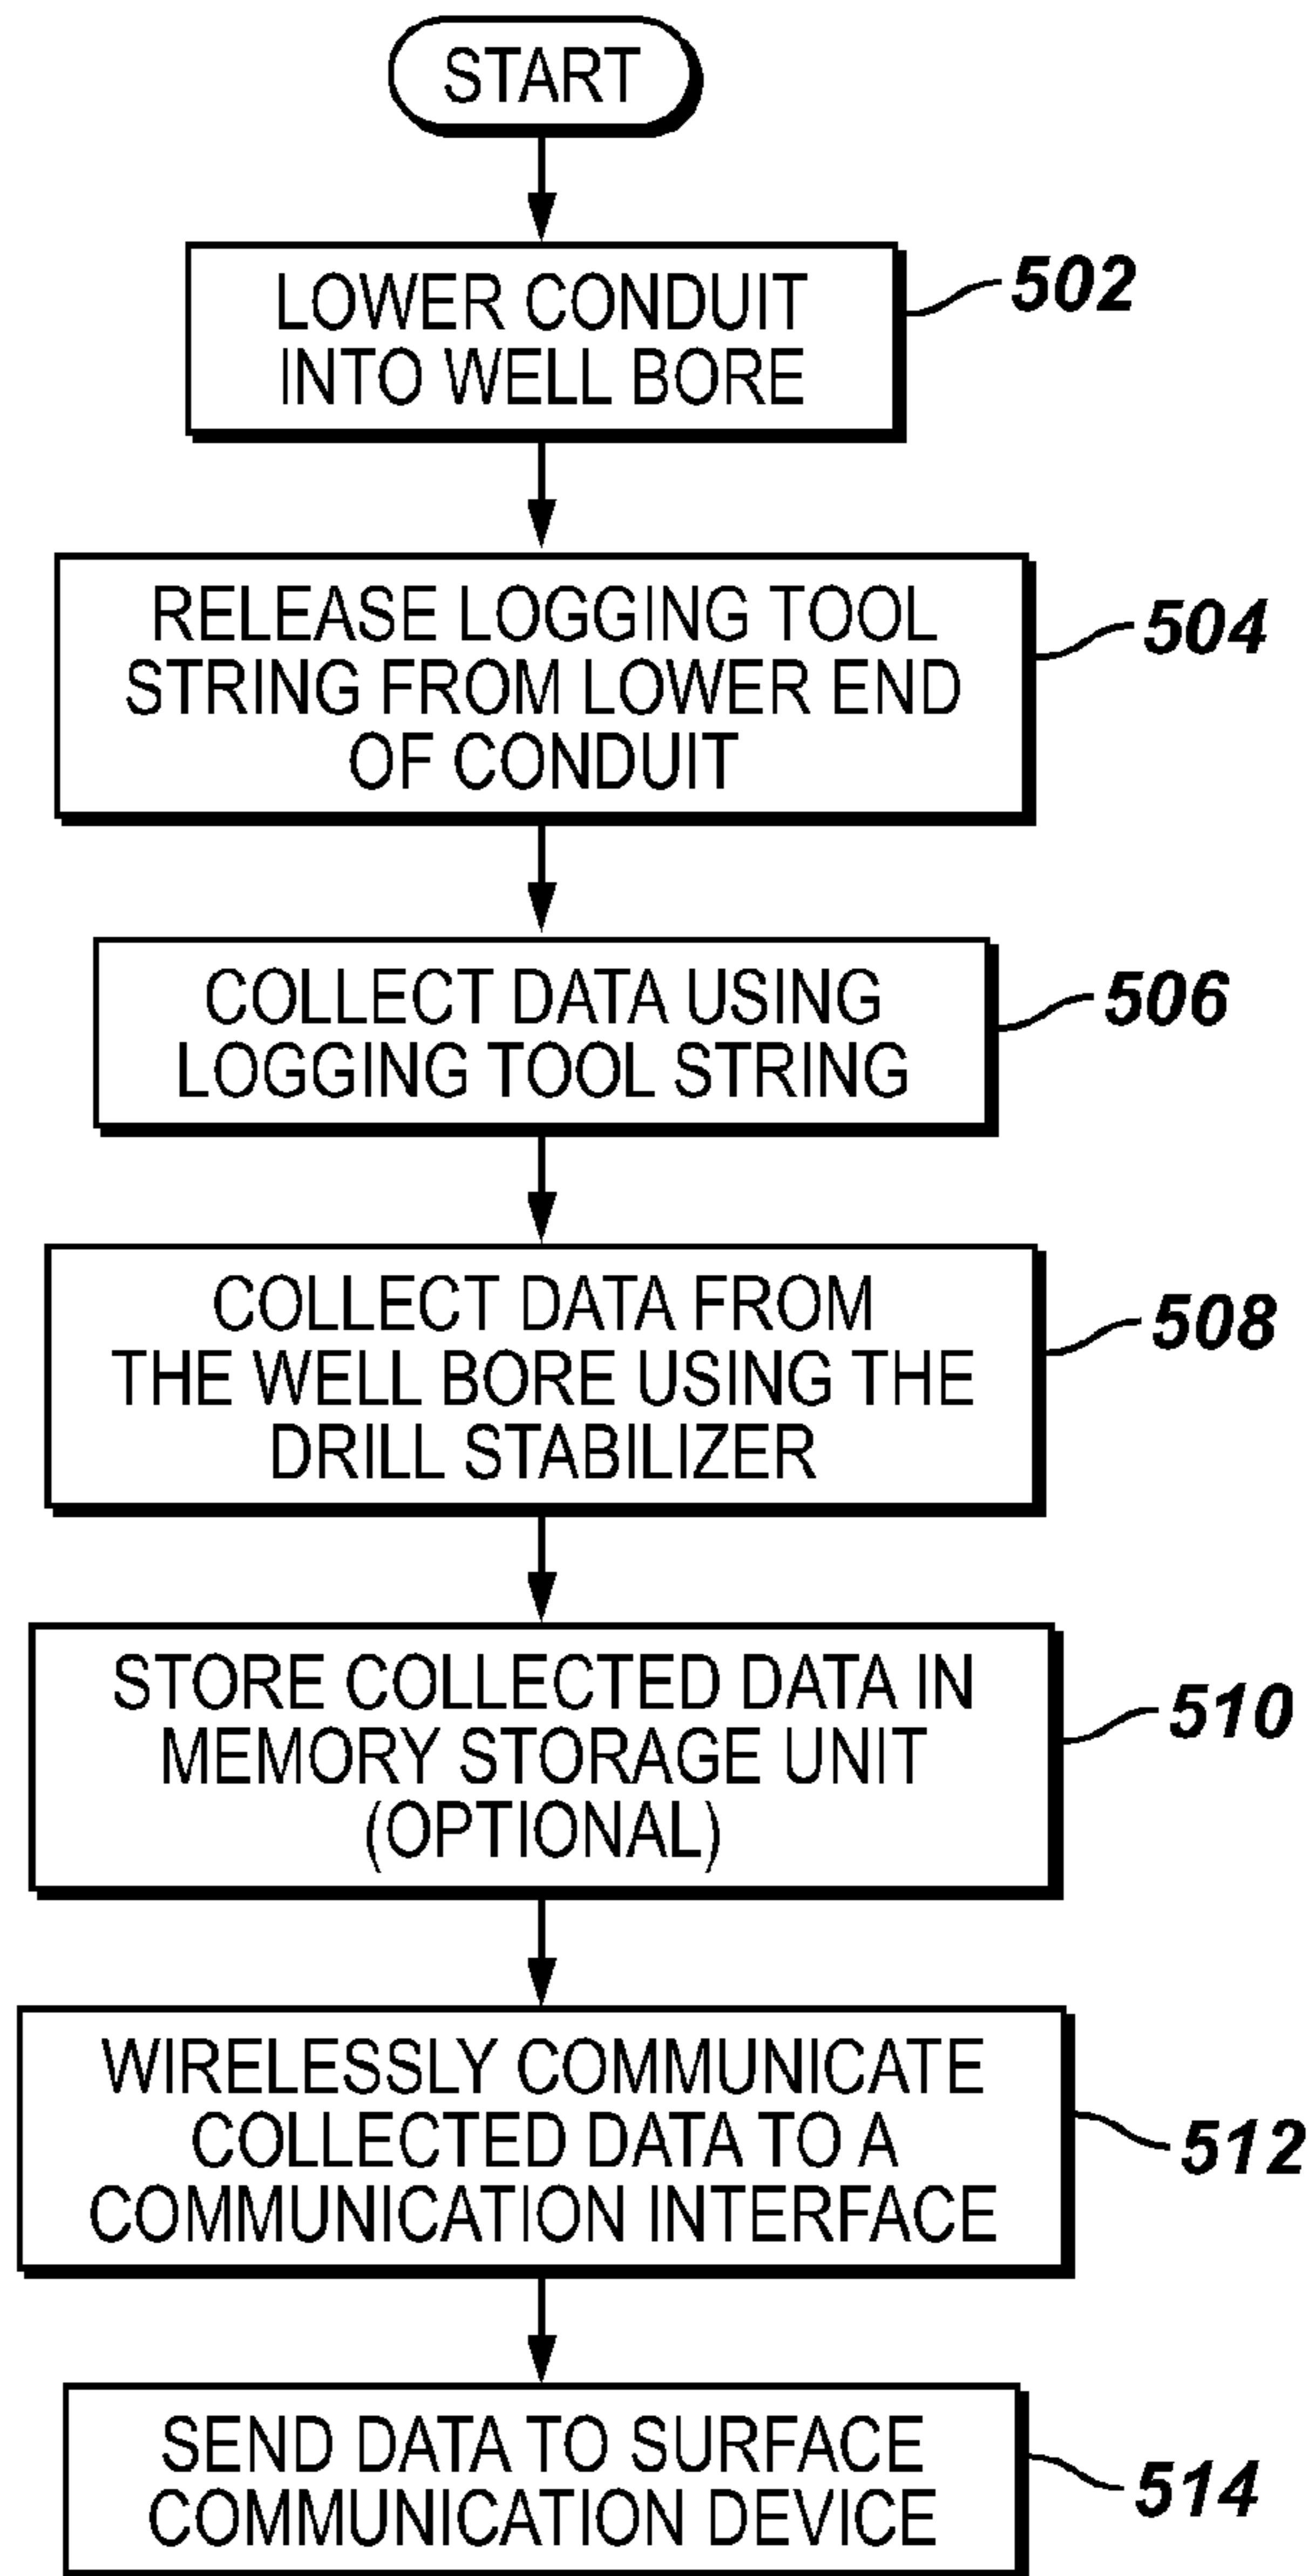 START
LOWER CONDUIT
INTO WELL BORE
502
RELEASE LOGGING TOOL
STRING FROM LOWER END
OF CONDUIT
504
COLLECT DATA USING
LOGGING TOOL STRING
506
COLLECT DATA FROM
THE WELL BORE USING THE
DRILL STABILIZER
508
STORE COLLECTED DATA IN
MEMORY STORAGE UNIT
(OPTIONAL)
510
WIRELESSLY COMMUNICATE
COLLECTED DATA TO A
COMMUNICATION INTERFACE
512
SEND DATA TO SURFACE
COMMUNICATION DEVICE
514